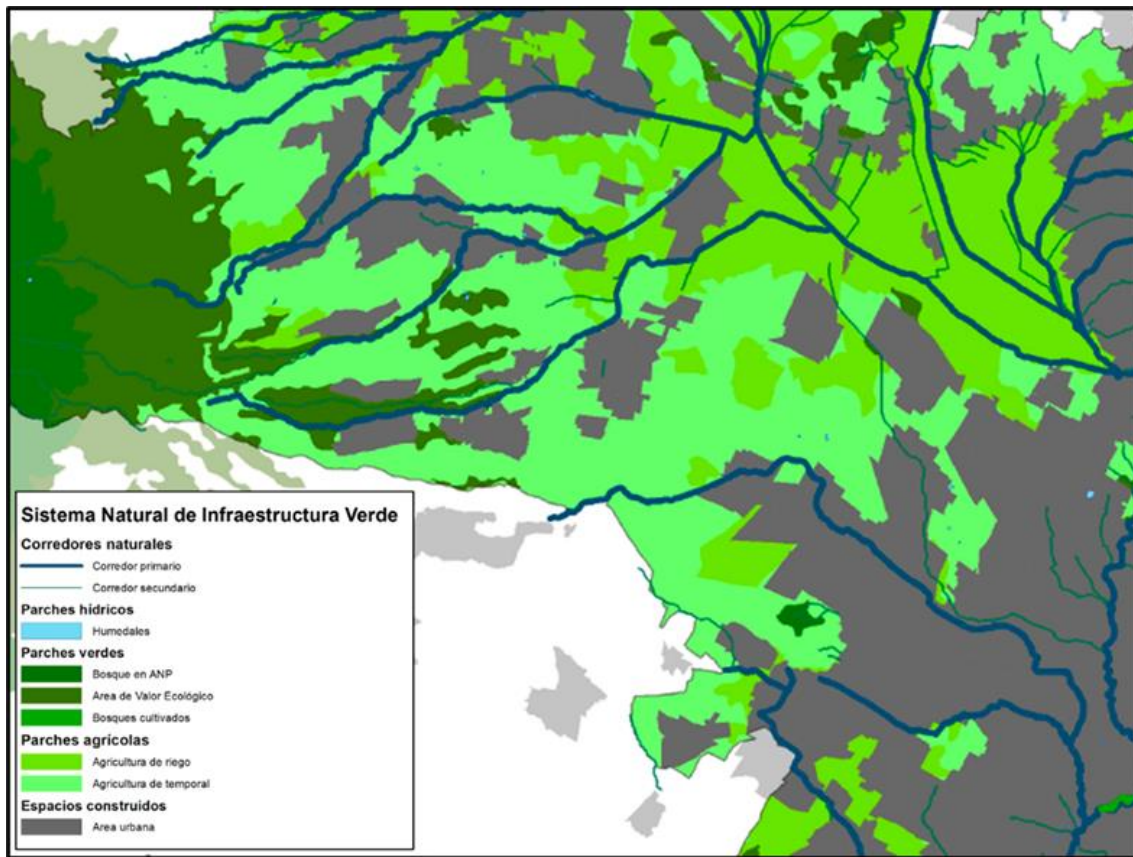 Sistema Natural de Infraestructura Verde
Corredores naturales
Corredor primario
Corredor secundario
Parches hídricos
Humedales
Parches verdes
Bosque en ANP
Area de Valor Ecológico
Bosques cultivados
Parches agrícolas
Agricultura de riego
Agricultura de temporal
Espacios construidos
Area urbana